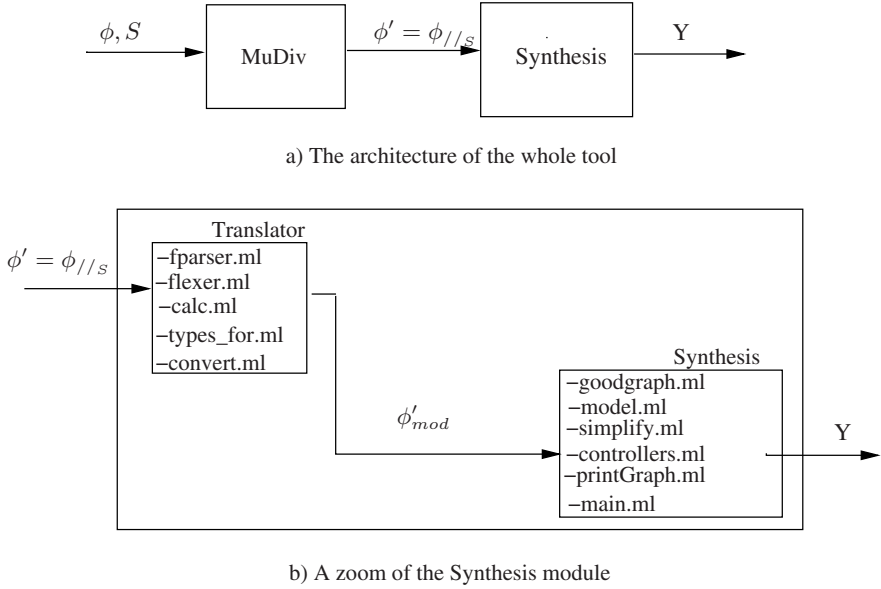 ϕ, S
MuDiv
ϕ′ = ϕ//S
Synthesis
Y
a) The architecture of the whole tool
ϕ′ = ϕ//S
Translator
−fparser.ml
−flexer.ml
−calc.ml
−types_for.ml
−convert.ml
ϕ′mod
Synthesis
−goodgraph.ml
−model.ml
−simplify.ml
−controllers.ml
−printGraph.ml
−main.ml
Y
b) A zoom of the Synthesis module